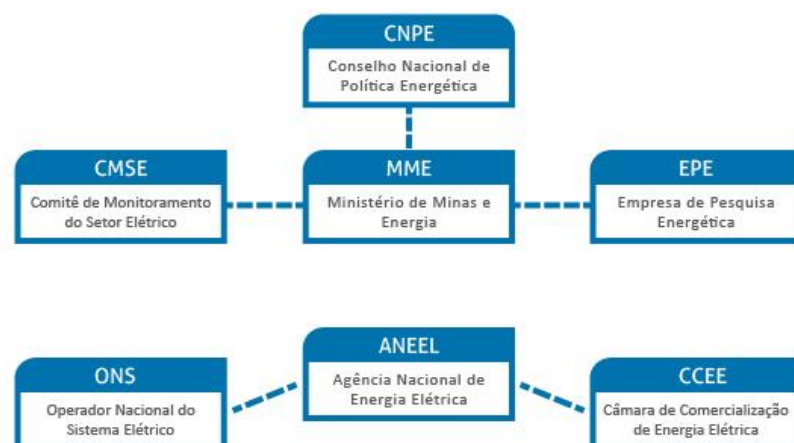 CNPE
Conselho Nacional de
Política Energética
CMSE
Comitê de Monitoramento
do Setor Elétrico
MME
Ministério de Minas e
Energia
EPE
Empresa de Pesquisa
Energética
ONS
Operador Nacional do
Sistema Elétrico
ANEEL
Agência Nacional de
Energia Elétrica
CCEE
Câmara de Comercialização
de Energia Elétrica